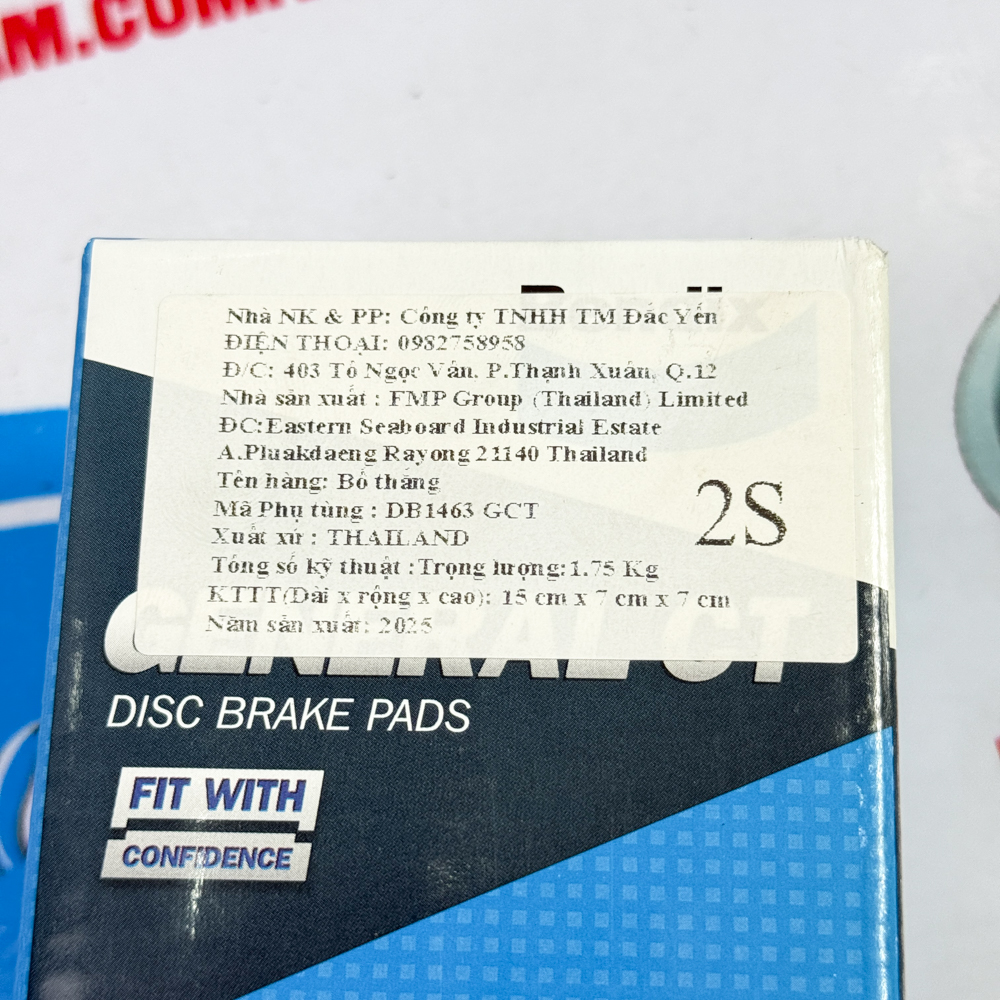 AM.COM
Nhà NK & PP: Công ty TNHH TM Đắc Yến
ĐIỆN THOẠI: 0982758958
Đ/C: 403 Tô Ngọc Vân, P.Thạnh Xuân, Q.12
Nhà sản xuất : FMP Group (Thailand) Limited
ĐC:Eastern Seaboard Industrial Estate
A.Pluakdaeng Rayong 21140 Thailand
Tên hàng: Bố thắng
Mã Phụ tùng : DB1463 GCT
2S
Xuất xứ : THAILAND
Tổng số kỹ thuật :Trọng lượng:1.75 Kg
KTTT(Dài x rộng x cao): 15 cm x 7 cm x 7 cm
Năm sản xuất: 2025
GENERAL CT
DISC BRAKE PADS
FIT WITH
CONFIDENCE